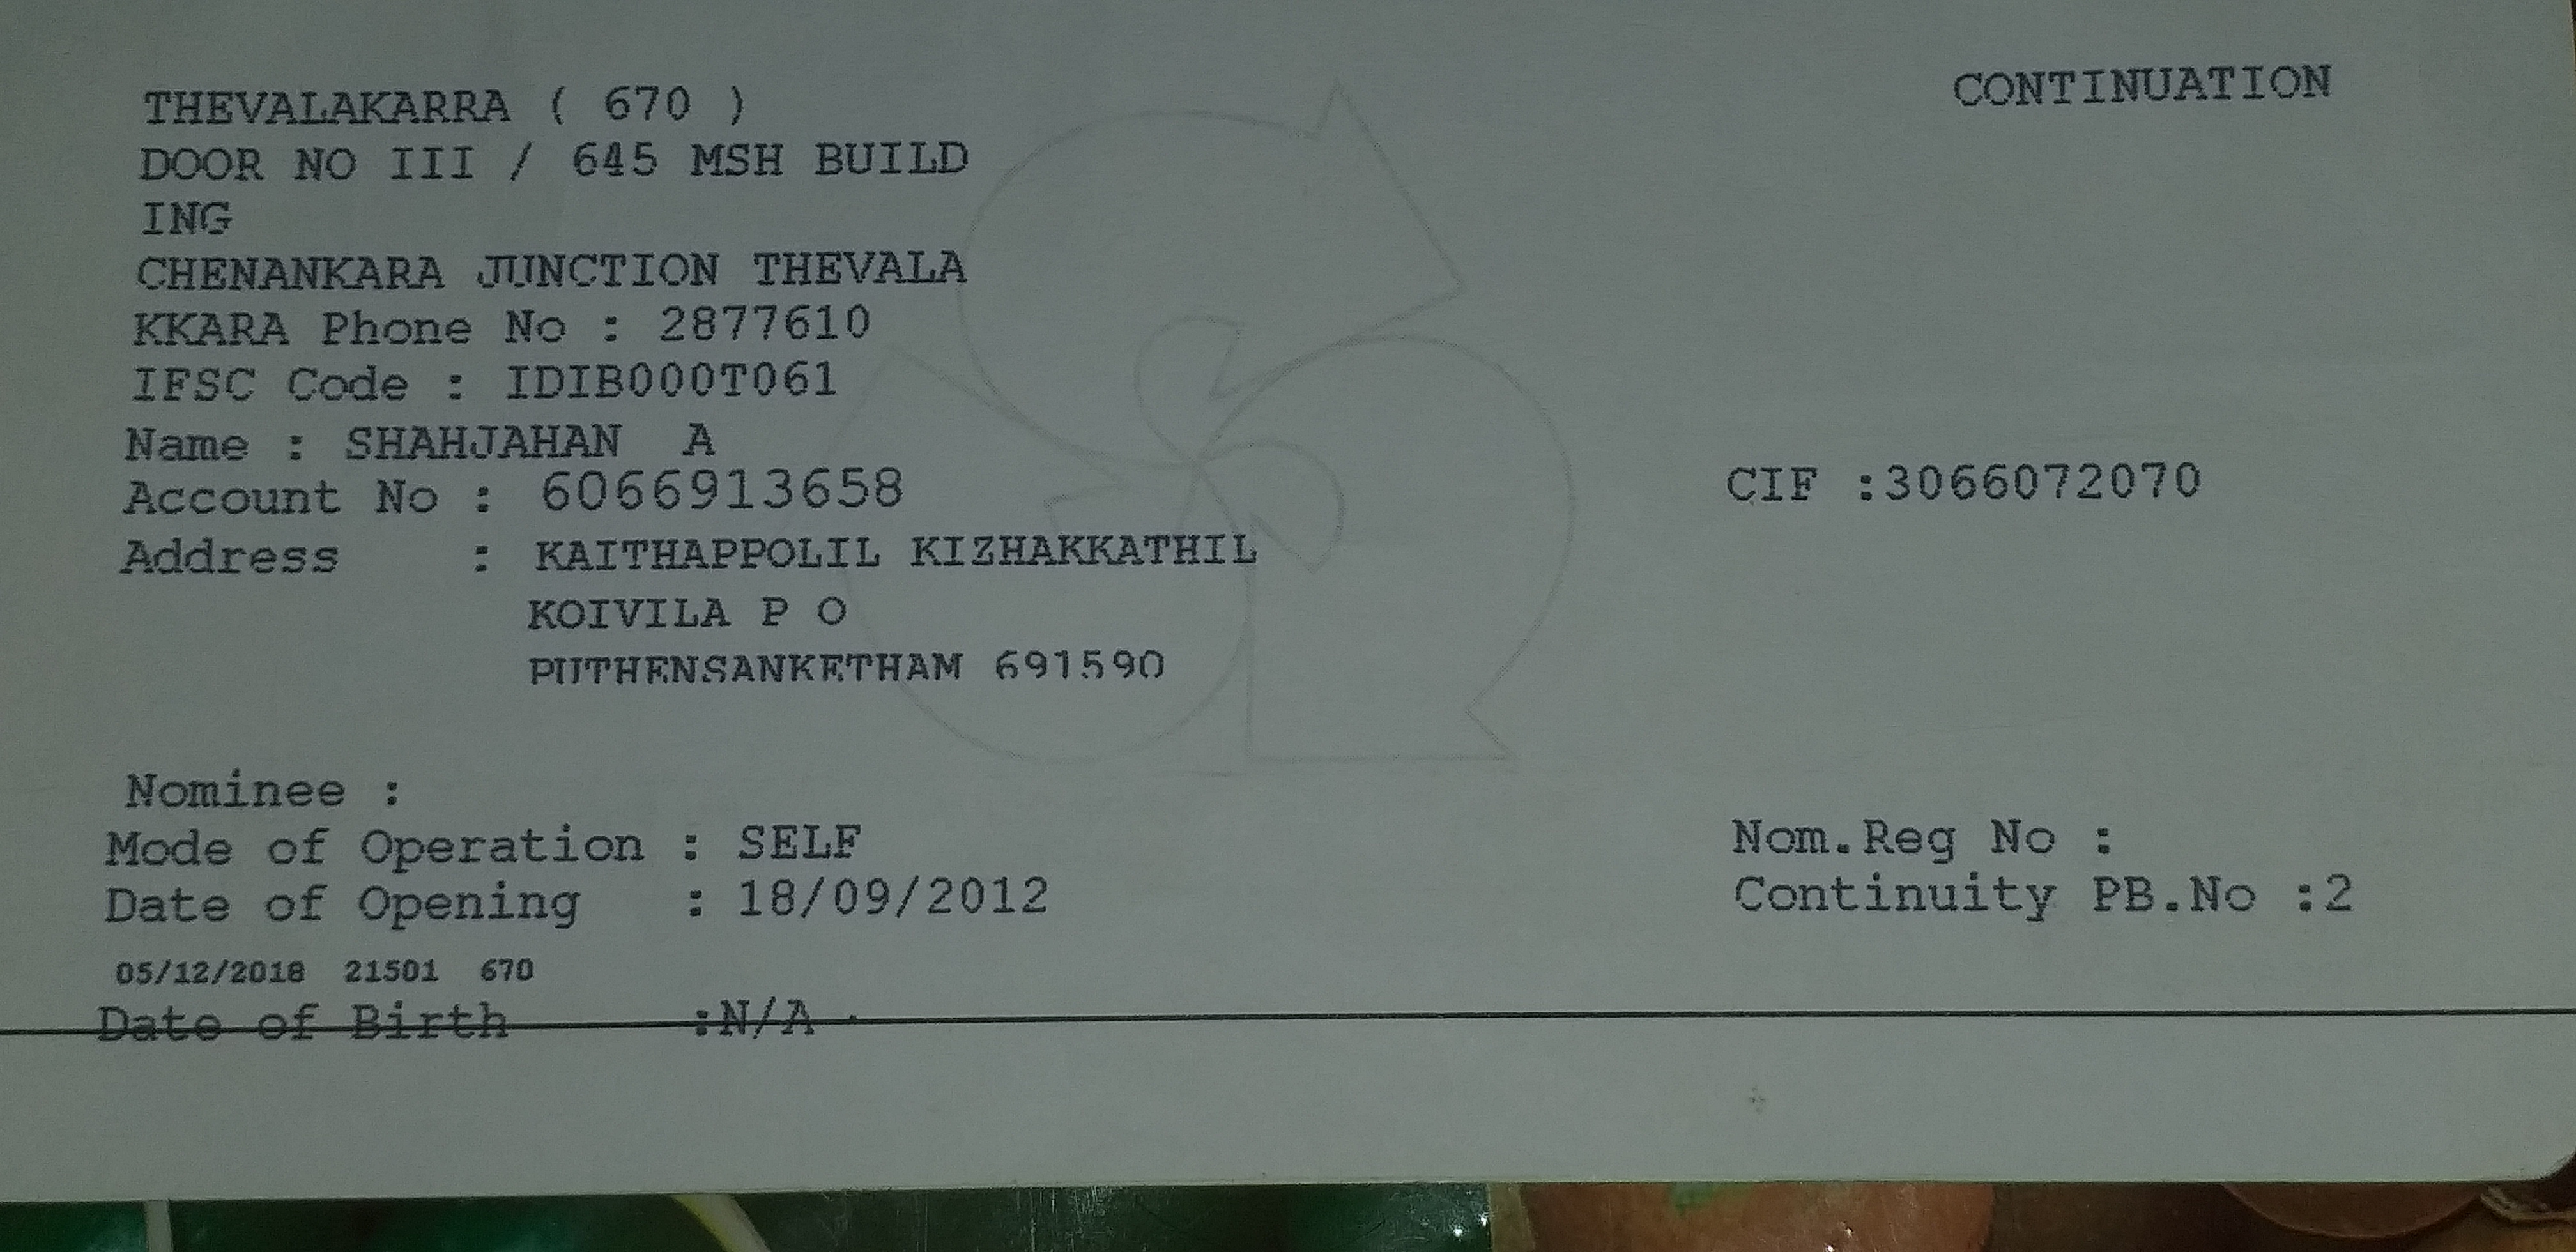 THEVALAKARRA ( 670 )
CONTINUATION
DOOR NO III / 645 MSH BUILD
ING
CHENANKARA JUNCTION THEVALA
KKARA Phone No : 2877610
IFSC Code : IDIB000T061
Name : SHAHJAHAN A
Account No : 6066913658
CIF :3066072070
Address : KAITHAPPOLIL KIZHAKKATHIL
KOIVILA P O
PUTHENSANKETHAM 691590
Nominee :
Mode of Operation : SELF
Nom.Reg No :
Date of Opening : 18/09/2012
Continuity PB.No :2
05/12/2018 21501 670
Date of Birth :N/A